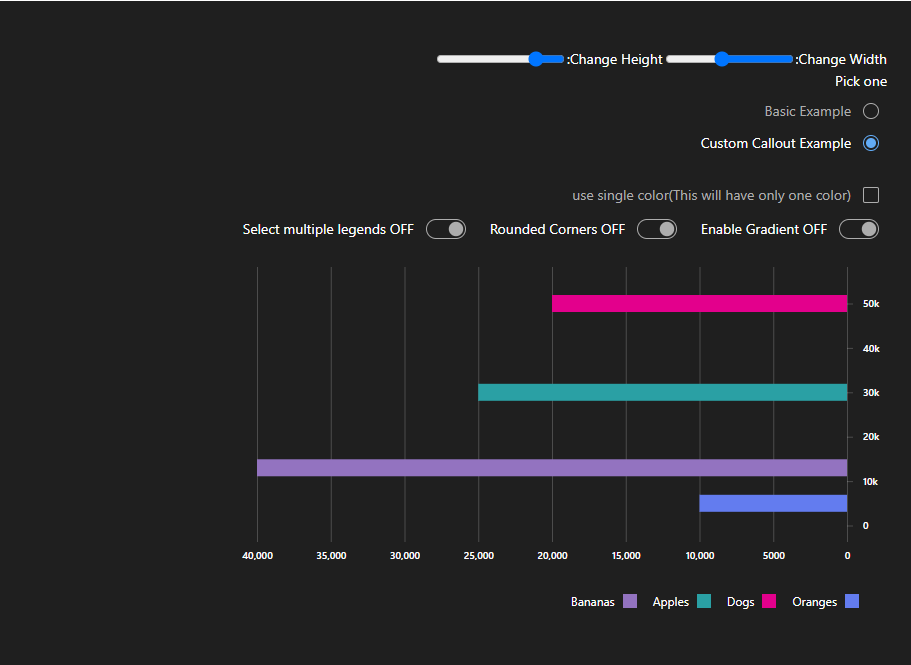 :Change Height :Change Width
Pick one
Basic Example
Custom Callout Example
use single color(This will have only one color)
Select multiple legends OFF Rounded Corners OFF Enable Gradient OFF
50k
40k
30k
20k
10k
0
40,000 35,000 30,000 25,000 20,000 15,000 10,000 5000 0
Bananas Apples Dogs Oranges